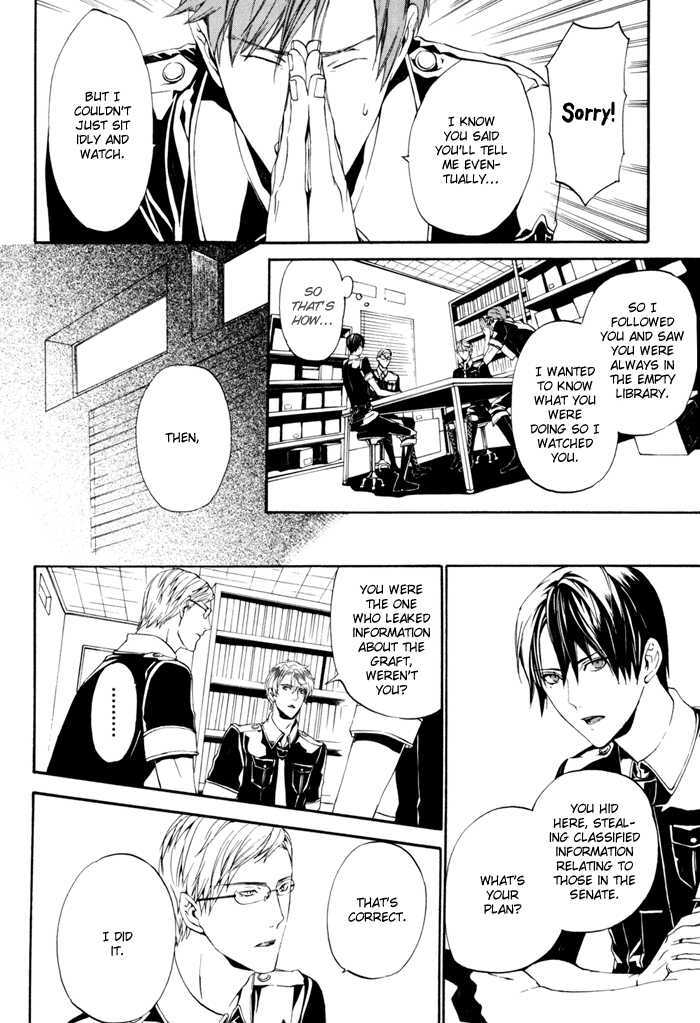 Sorry!
I KNOW
YOU SAID
YOU'LL TELL
ME EVEN-
TUALLY...
BUT I
COULDN'T
JUST SIT
IDLY AND
WATCH.
SO I
FOLLOWED
YOU AND SAW
YOU WERE
ALWAYS IN
THE EMPTY
LIBRARY.
I WANTED
TO KNOW
WHAT YOU
WERE
DOING SO I
WATCHED
YOU.
SO
THAT'S
HOW...
THEN,
YOU HID
HERE, STEAL-
ING CLASSIFIED
INFORMATION
RELATING TO
THOSE IN THE
SENATE.
WHAT'S
YOUR
PLAN?
YOU WERE
THE ONE
WHO LEAKED
INFORMATION
ABOUT THE
GRAFT,
WEREN'T
YOU?
........
THAT'S
CORRECT.
I DID
IT.